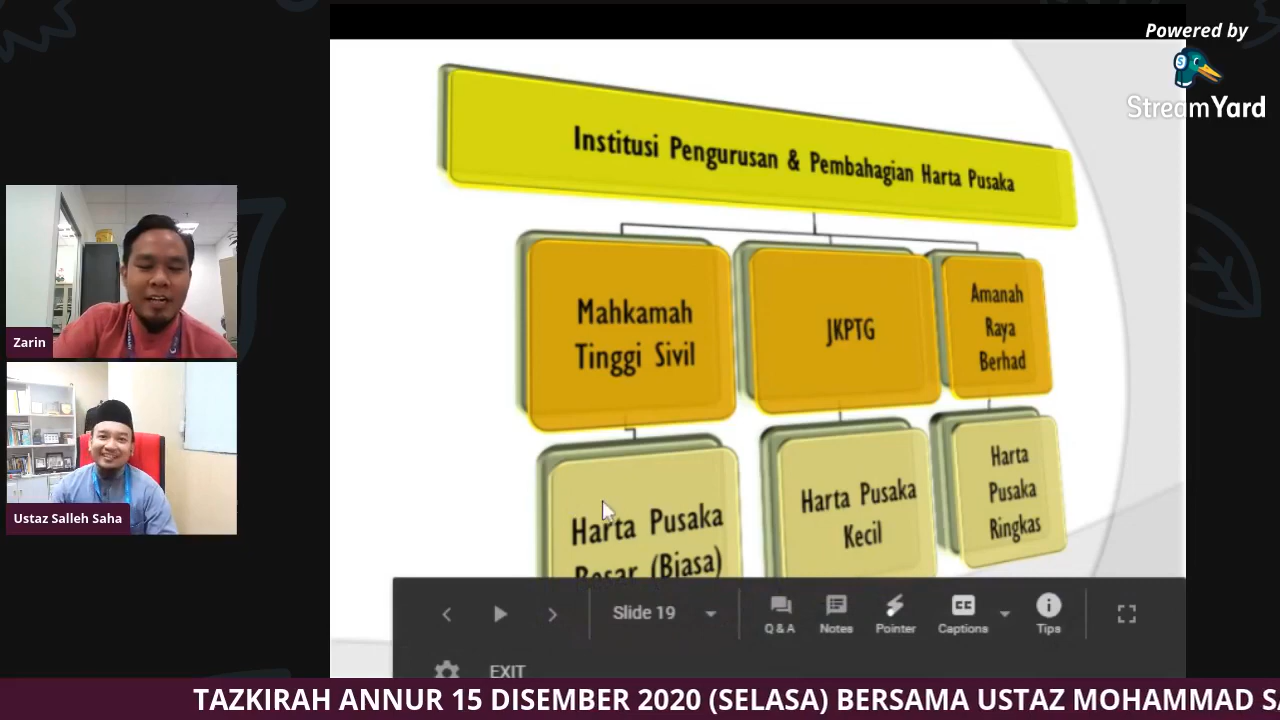 Powered by
StreamYard
Institusi Pengurusan & Pembahagian Harta Pusaka
Mahkamah
Tinggi Sivil
JKPTG
Amanah
Raya
Berhad
Harta Pusaka
Besar (Biasa)
Harta Pusaka
Kecil
Harta
Pusaka
Ringkas
Zarin
Ustaz Salleh Saha
Slide 19
Q & A
Notes
Pointer
CC
Captions
Tips
EXIT
TAZKIRAH ANNUR 15 DISEMBER 2020 (SELASA) BERSAMA USTAZ MOHAMMAD